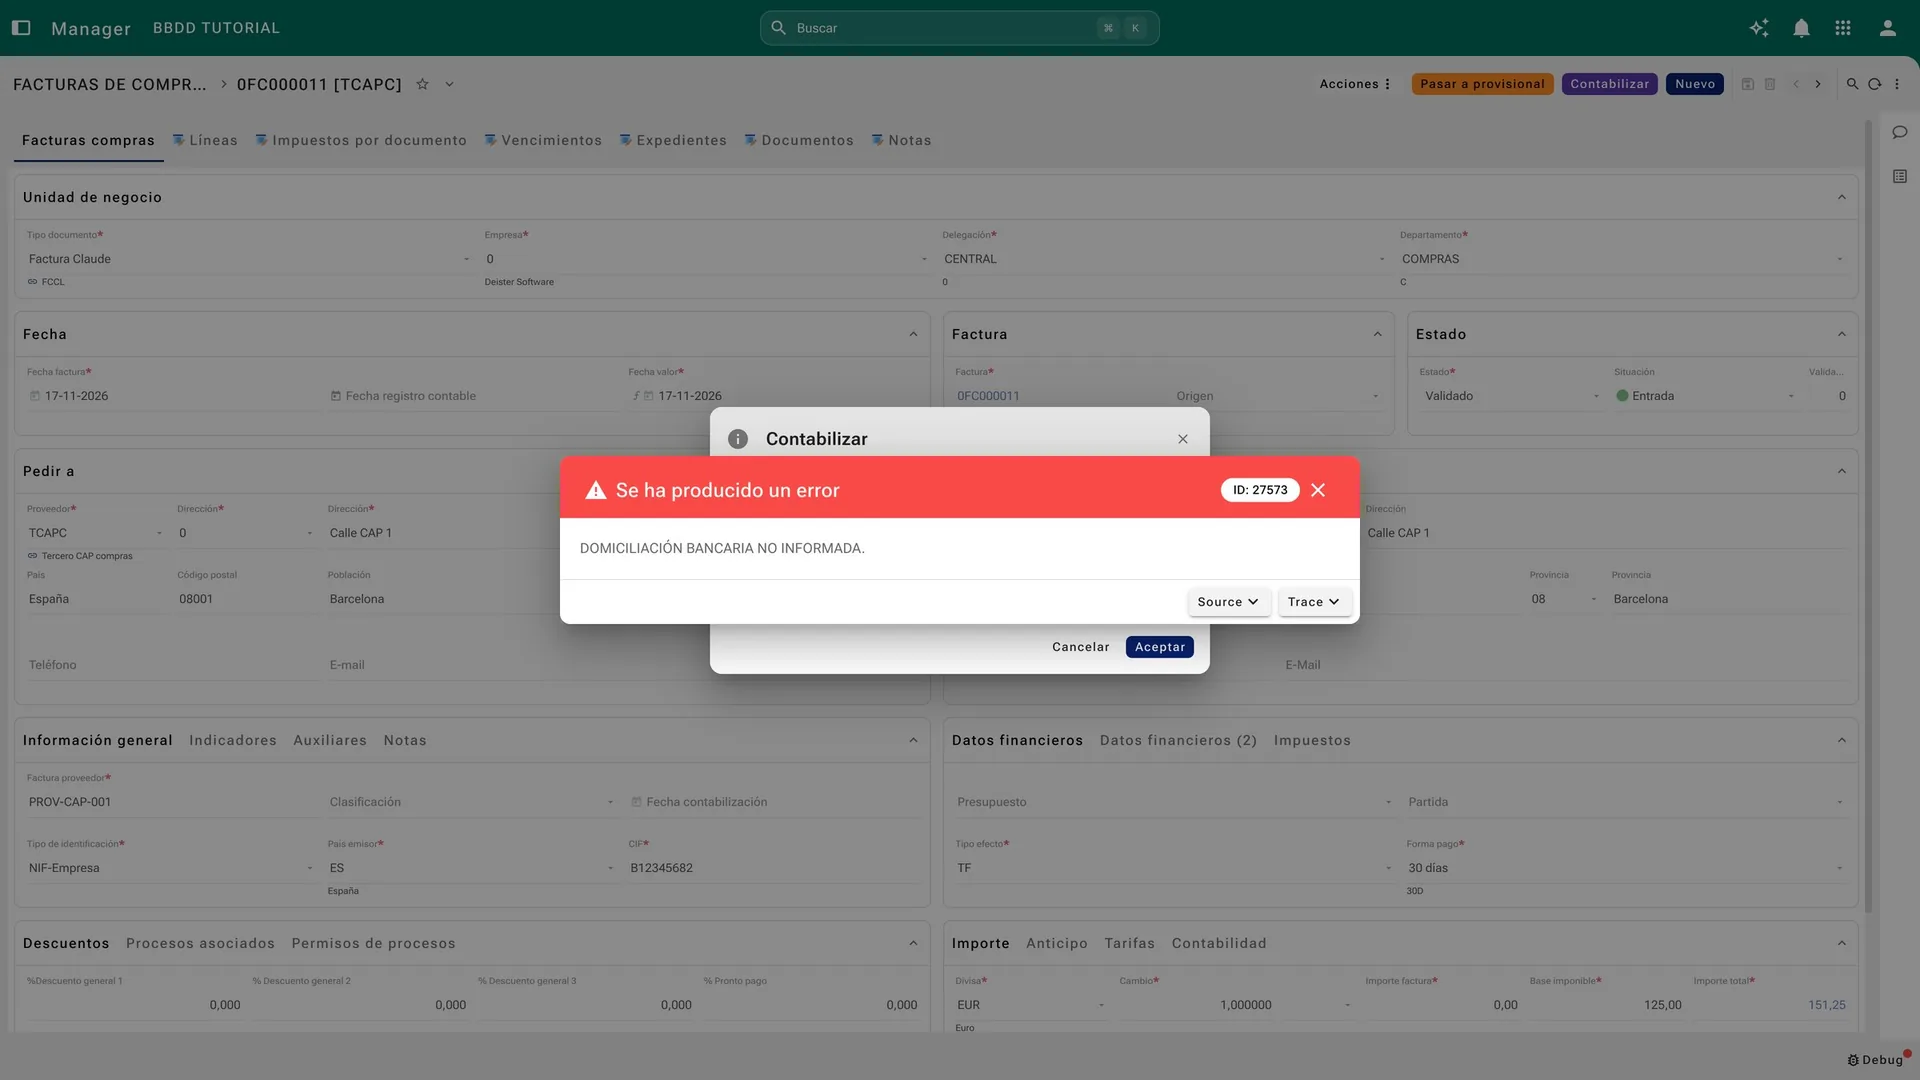 Manager
BBDD TUTORIAL
Buscar
⌘ K
FACTURAS DE COMPR... > 0FC000011 [TCAPC]
Acciones
Pasar a provisional
Contabilizar
Nuevo
Facturas compras
Líneas
Impuestos por documento
Vencimientos
Expedientes
Documentos
Notas
Unidad de negocio
Tipo documento* Empresa* Delegación* Departamento*
Factura Claude 0 CENTRAL COMPRAS
FCCL Deister Software 0 C
Fecha
Fecha factura* Fecha valor*
17-11-2026 Fecha registro contable 17-11-2026
Factura
Factura*
0FC000011 Origen
Estado
Estado* Situación Valida...
Validado Entrada 0
Contabilizar
Se ha producido un error
ID: 27573
DOMICILIACIÓN BANCARIA NO INFORMADA.
Source
Trace
Cancelar
Aceptar
Pedir a
Proveedor* Dirección* Dirección*
TCAPC 0 Calle CAP 1
Tercero CAP compras
País Código postal Población
España 08001 Barcelona
Teléfono E-mail
Dirección
Calle CAP 1
Provincia Provincia
08 Barcelona
E-Mail
Información general Indicadores Auxiliares Notas
Factura proveedor*
PROV-CAP-001 Clasificación Fecha contabilización
Tipo de identificación* País emisor* CIF*
NIF-Empresa ES B12345682
España
Datos financieros Datos financieros (2) Impuestos
Presupuesto Partida
Tipo efecto* Forma pago*
TF 30 días
30D
Descuentos Procesos asociados Permisos de procesos
%Descuento general 1 % Descuento general 2 % Descuento general 3 % Pronto pago
0,000 0,000 0,000 0,000
Importe Anticipo Tarifas Contabilidad
Divisa* Cambio* Importe factura* Base imponible* Importe total*
EUR 1,000000 0,00 125,00 151,25
Euro
Debug